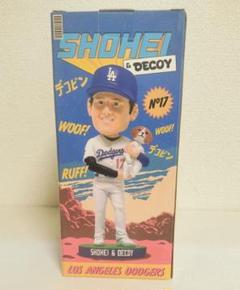 SHOHEI
& DECOY
デコピン
LA
Nº17
WOOF!
WOOF!
デコピン
RUFF!
Dodgers
17
SHOHEI & DECOY
LOS ANGELES DODGERS